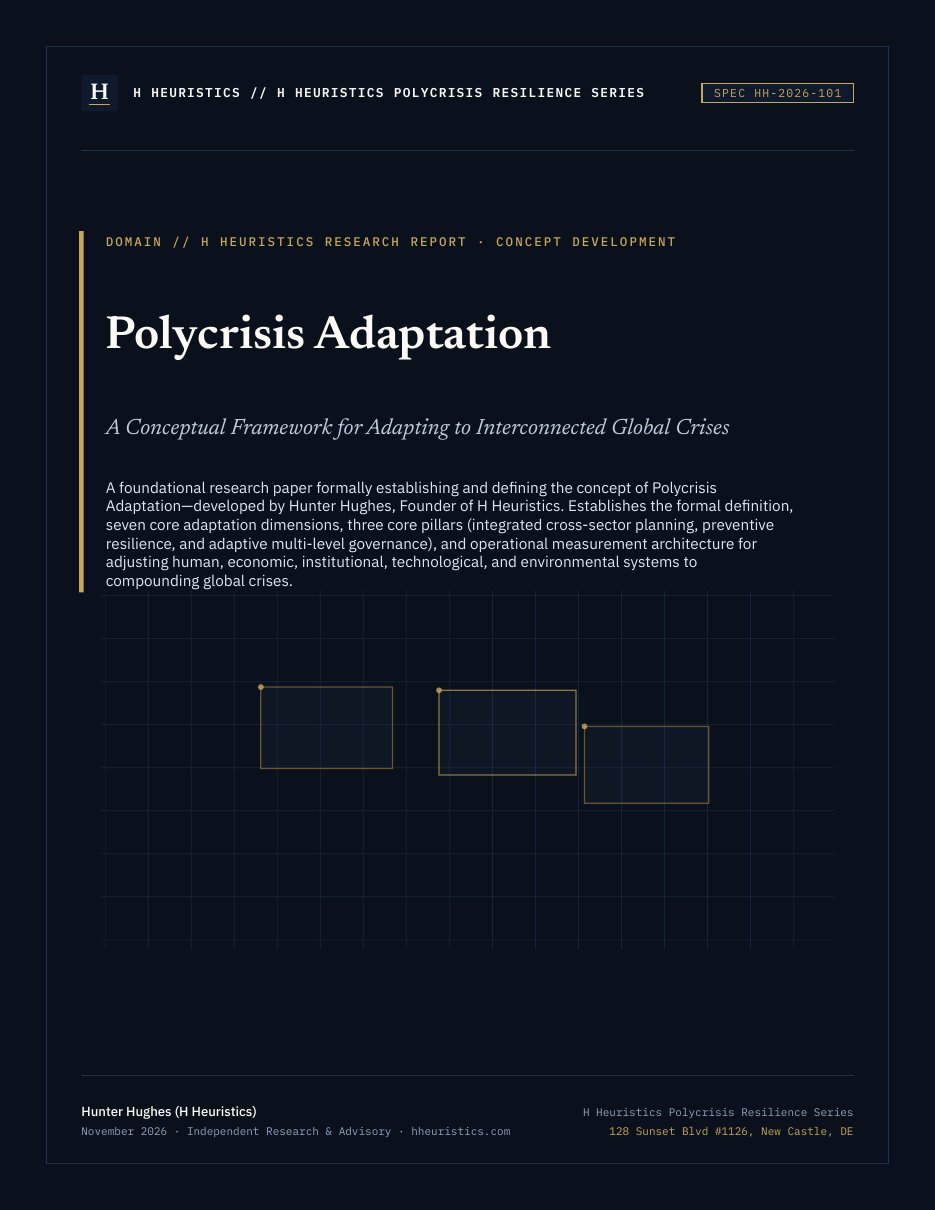 H
H HEURISTICS // H HEURISTICS POLYCRISIS RESILIENCE SERIES
SPEC HH-2026-101
DOMAIN // H HEURISTICS RESEARCH REPORT · CONCEPT DEVELOPMENT
Polycrisis Adaptation
A Conceptual Framework for Adapting to Interconnected Global Crises
A foundational research paper formally establishing and defining the concept of Polycrisis
Adaptation—developed by Hunter Hughes, Founder of H Heuristics. Establishes the formal definition,
seven core adaptation dimensions, three core pillars (integrated cross-sector planning, preventive
resilience, and adaptive multi-level governance), and operational measurement architecture for
adjusting human, economic, institutional, technological, and environmental systems to
compounding global crises.
Hunter Hughes (H Heuristics)
November 2026 · Independent Research & Advisory · hheuristics.com
H Heuristics Polycrisis Resilience Series
128 Sunset Blvd #1126, New Castle, DE